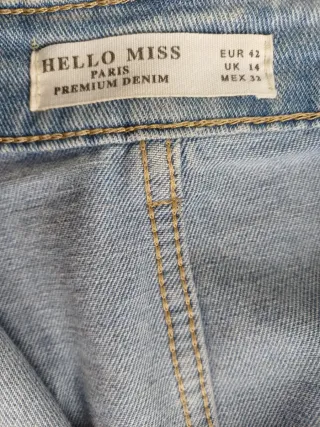 HELLO MISS
PARIS
PREMIUM DENIM
EUR 42
UK 14
MEX 32